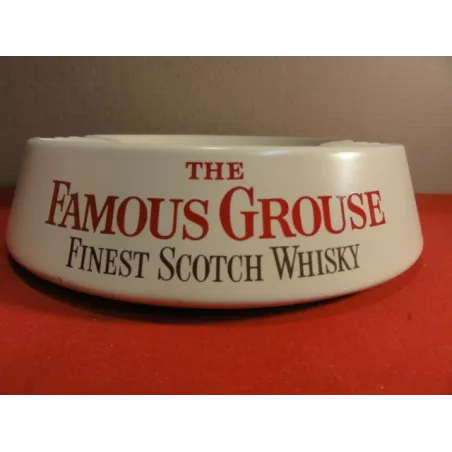 THE
FAMOUS GROUSE
FINEST SCOTCH WHISKY